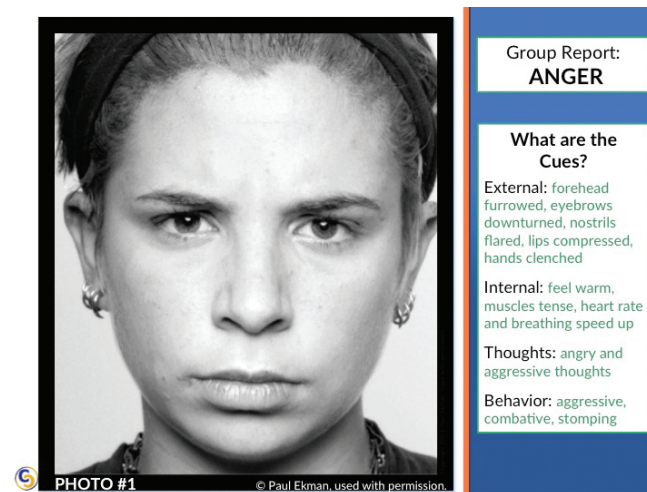 Group Report:
ANGER
What are the
Cues?
External: forehead
furrowed, eyebrows
downturned, nostrils
flared, lips compressed,
hands clenched
Internal: feel warm,
muscles tense, heart rate
and breathing speed up
Thoughts: angry and
aggressive thoughts
Behavior: aggressive,
combative, stomping
PHOTO #1
© Paul Ekman, used with permission.